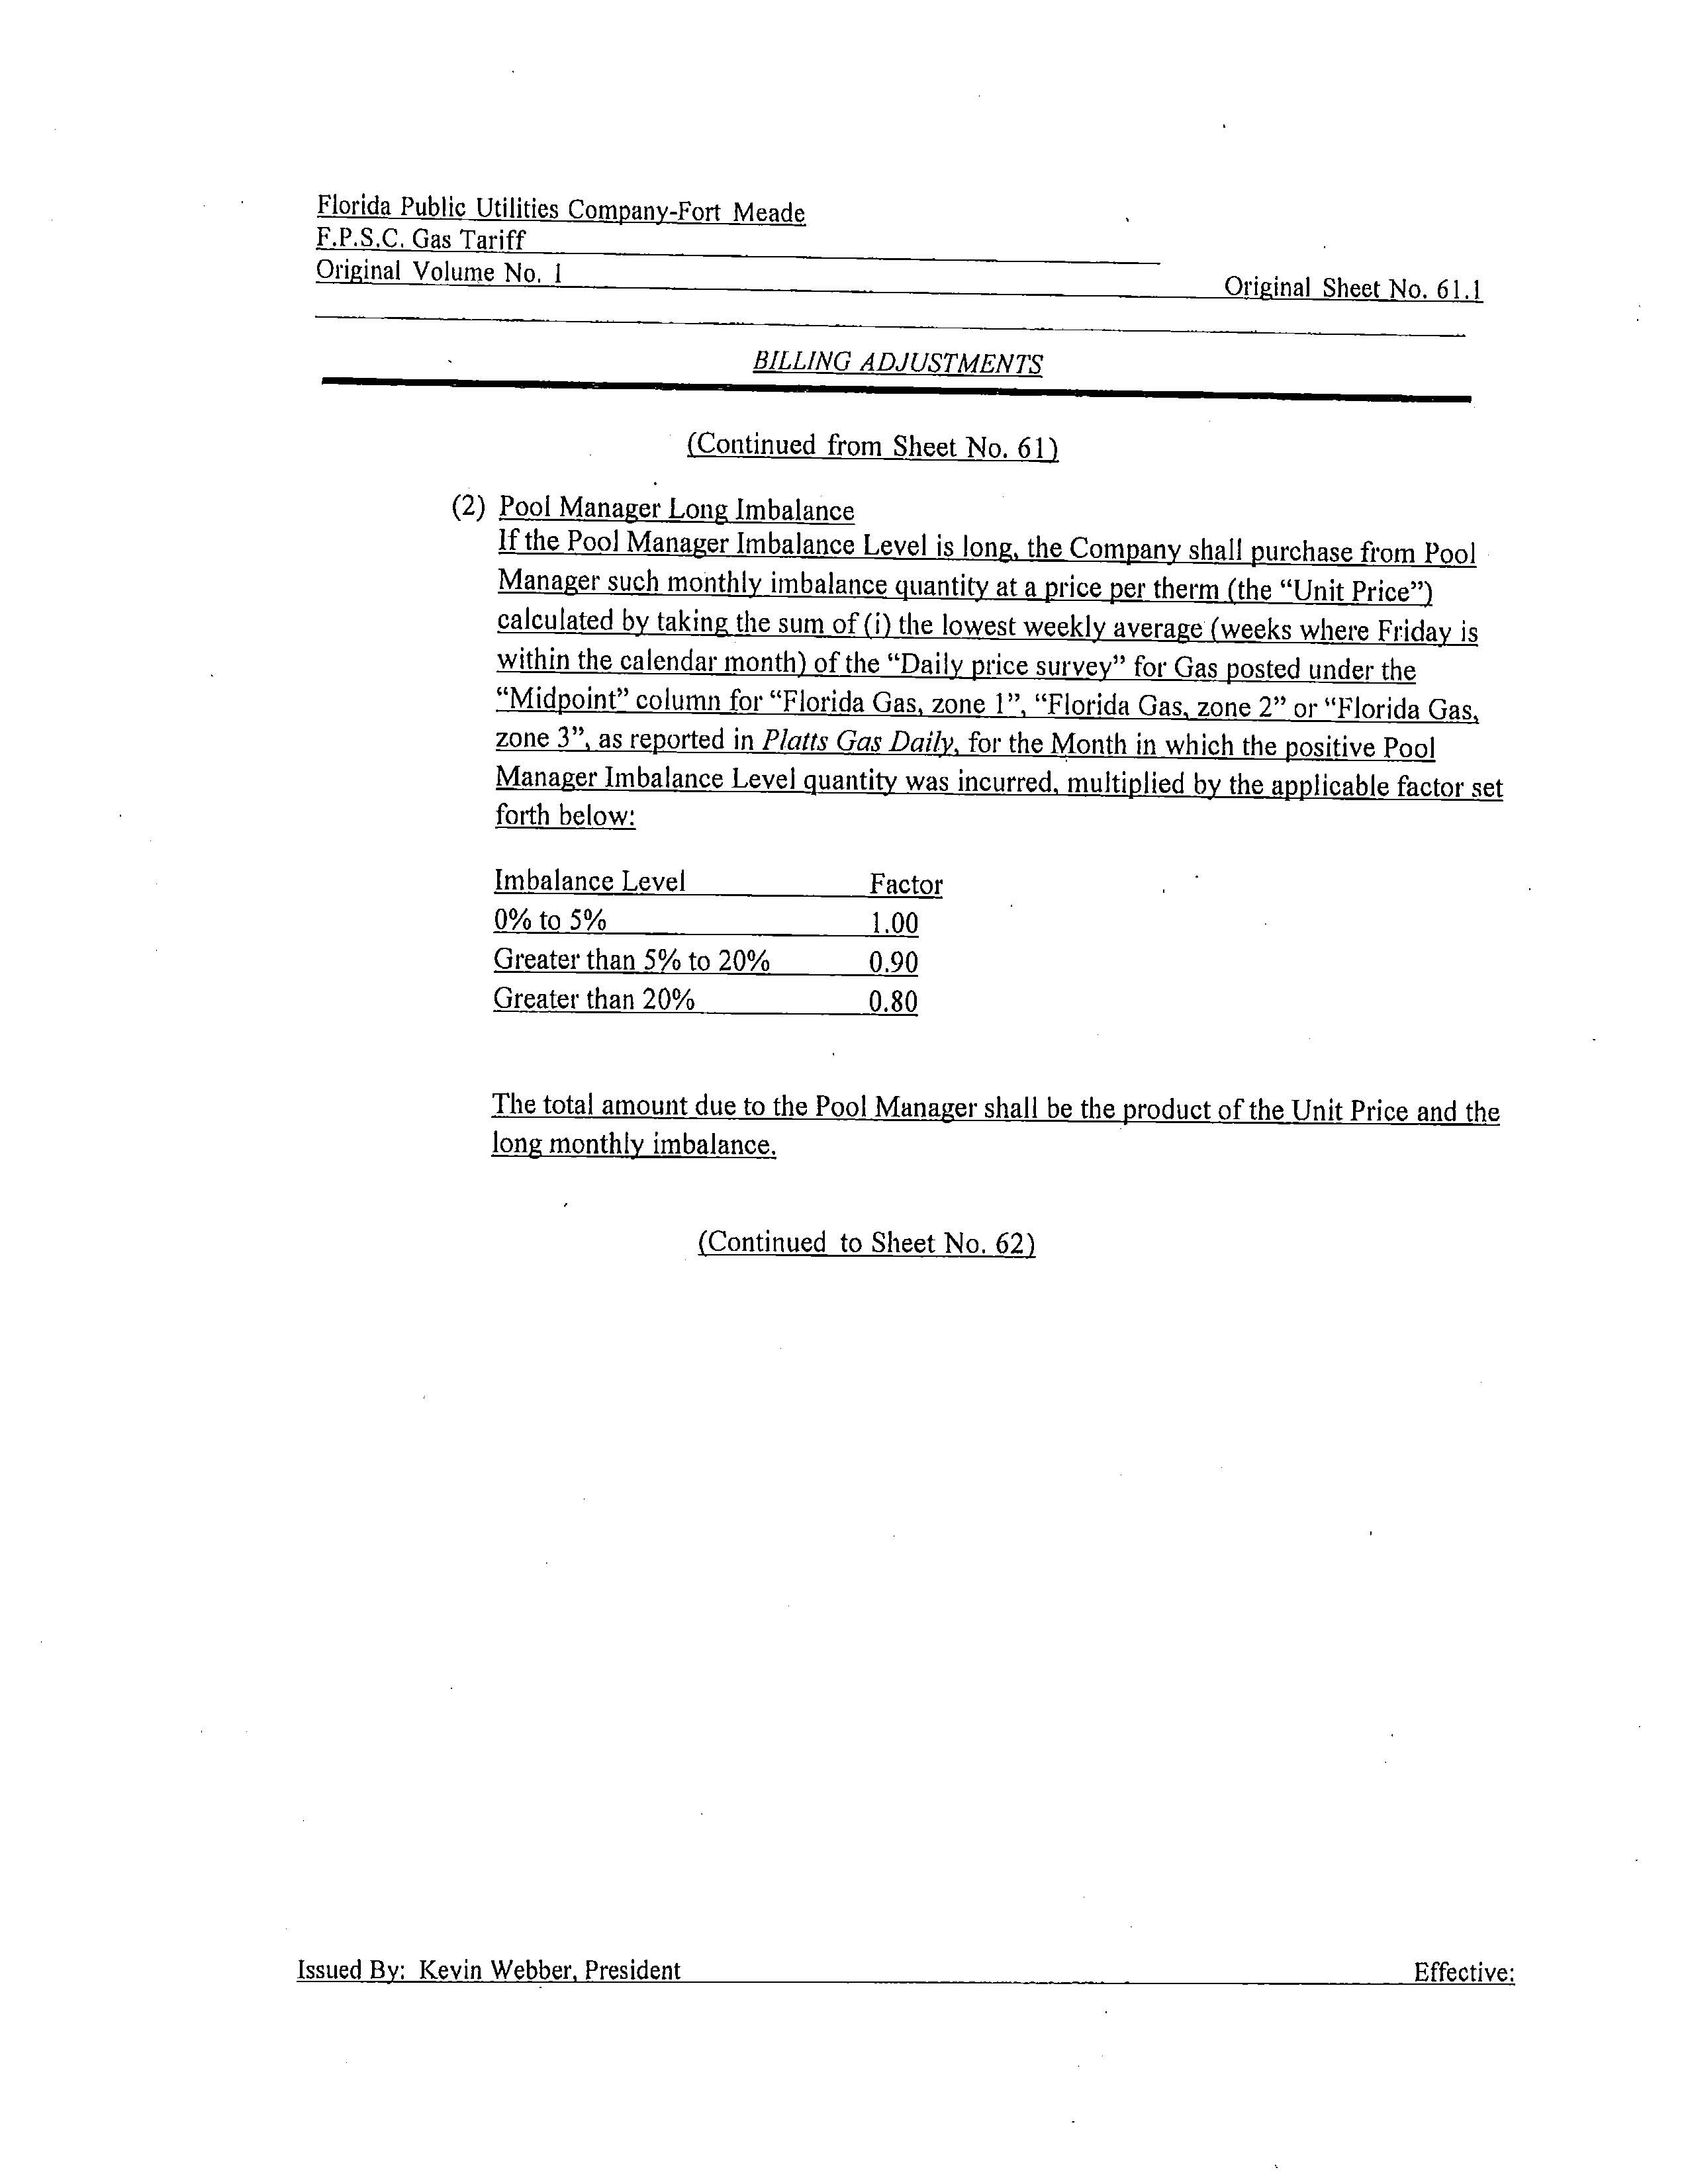 Florida Public Utilities Company-Fort Meade
F.P.S.C. Gas Tariff
Original Volume No. 1
Original Sheet No. 61.1
BILLING ADJUSTMENTS
(Continued from Sheet No. 61)
(2) Pool Manager Long Imbalance
If the Pool Manager Imbalance Level is long, the Company shall purchase from Pool
Manager such monthly imbalance quantity at a price per therm (the “Unit Price”)
calculated by taking the sum of (i) the lowest weekly average (weeks where Friday is
within the calendar month) of the “Daily price survey” for Gas posted under the
“Midpoint” column for “Florida Gas, zone 1”, “Florida Gas, zone 2” or “Florida Gas,
zone 3”, as reported in Platts Gas Daily, for the Month in which the positive Pool
Manager Imbalance Level quantity was incurred, multiplied by the applicable factor set
forth below:
Imbalance Level Factor
0% to 5% 1.00
Greater than 5% to 20% 0.90
Greater than 20% 0.80
The total amount due to the Pool Manager shall be the product of the Unit Price and the
long monthly imbalance.
(Continued to Sheet No. 62)
Issued By: Kevin Webber, President Effective: